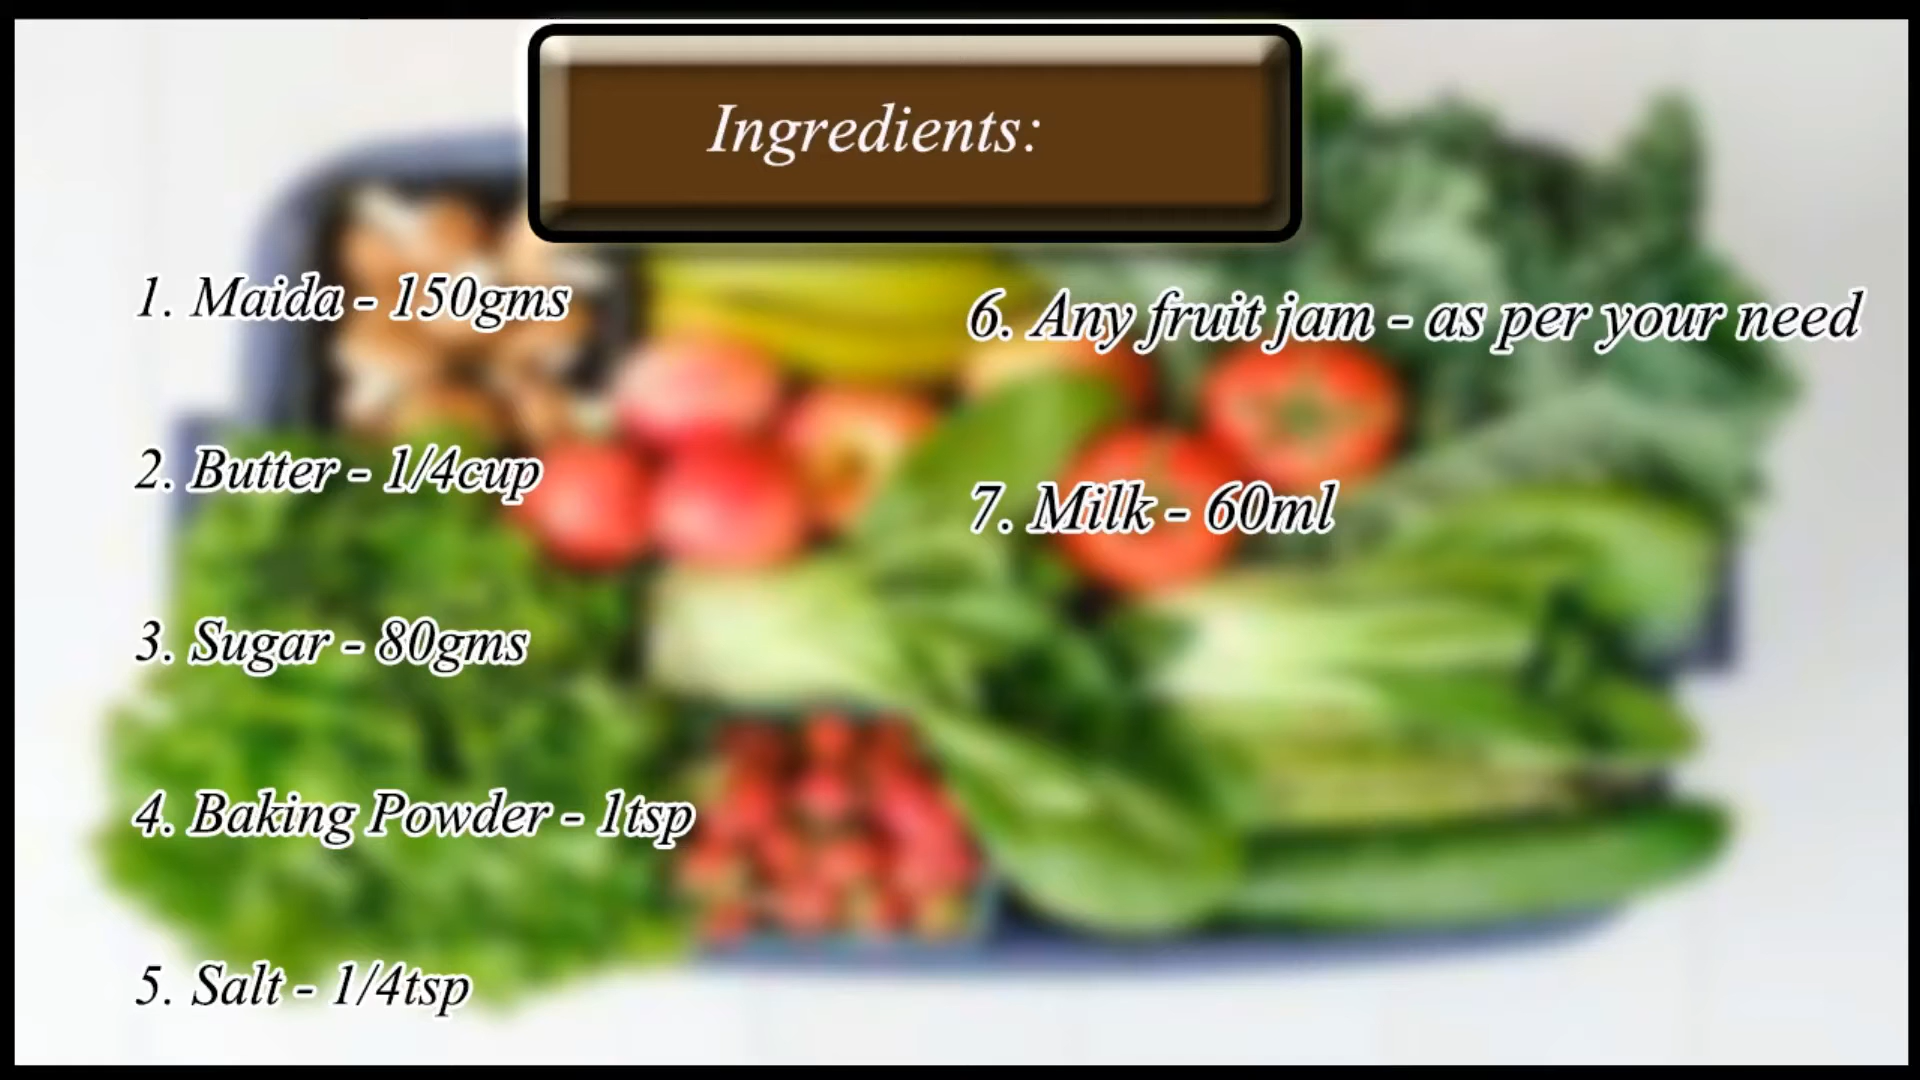 Ingredients:
1. Maida - 150gms
2. Butter - 1/4cup
3. Sugar - 80gms
4. Baking Powder - 1tsp
5. Salt - 1/4tsp
6. Any fruit jam - as per your need
7. Milk - 60ml